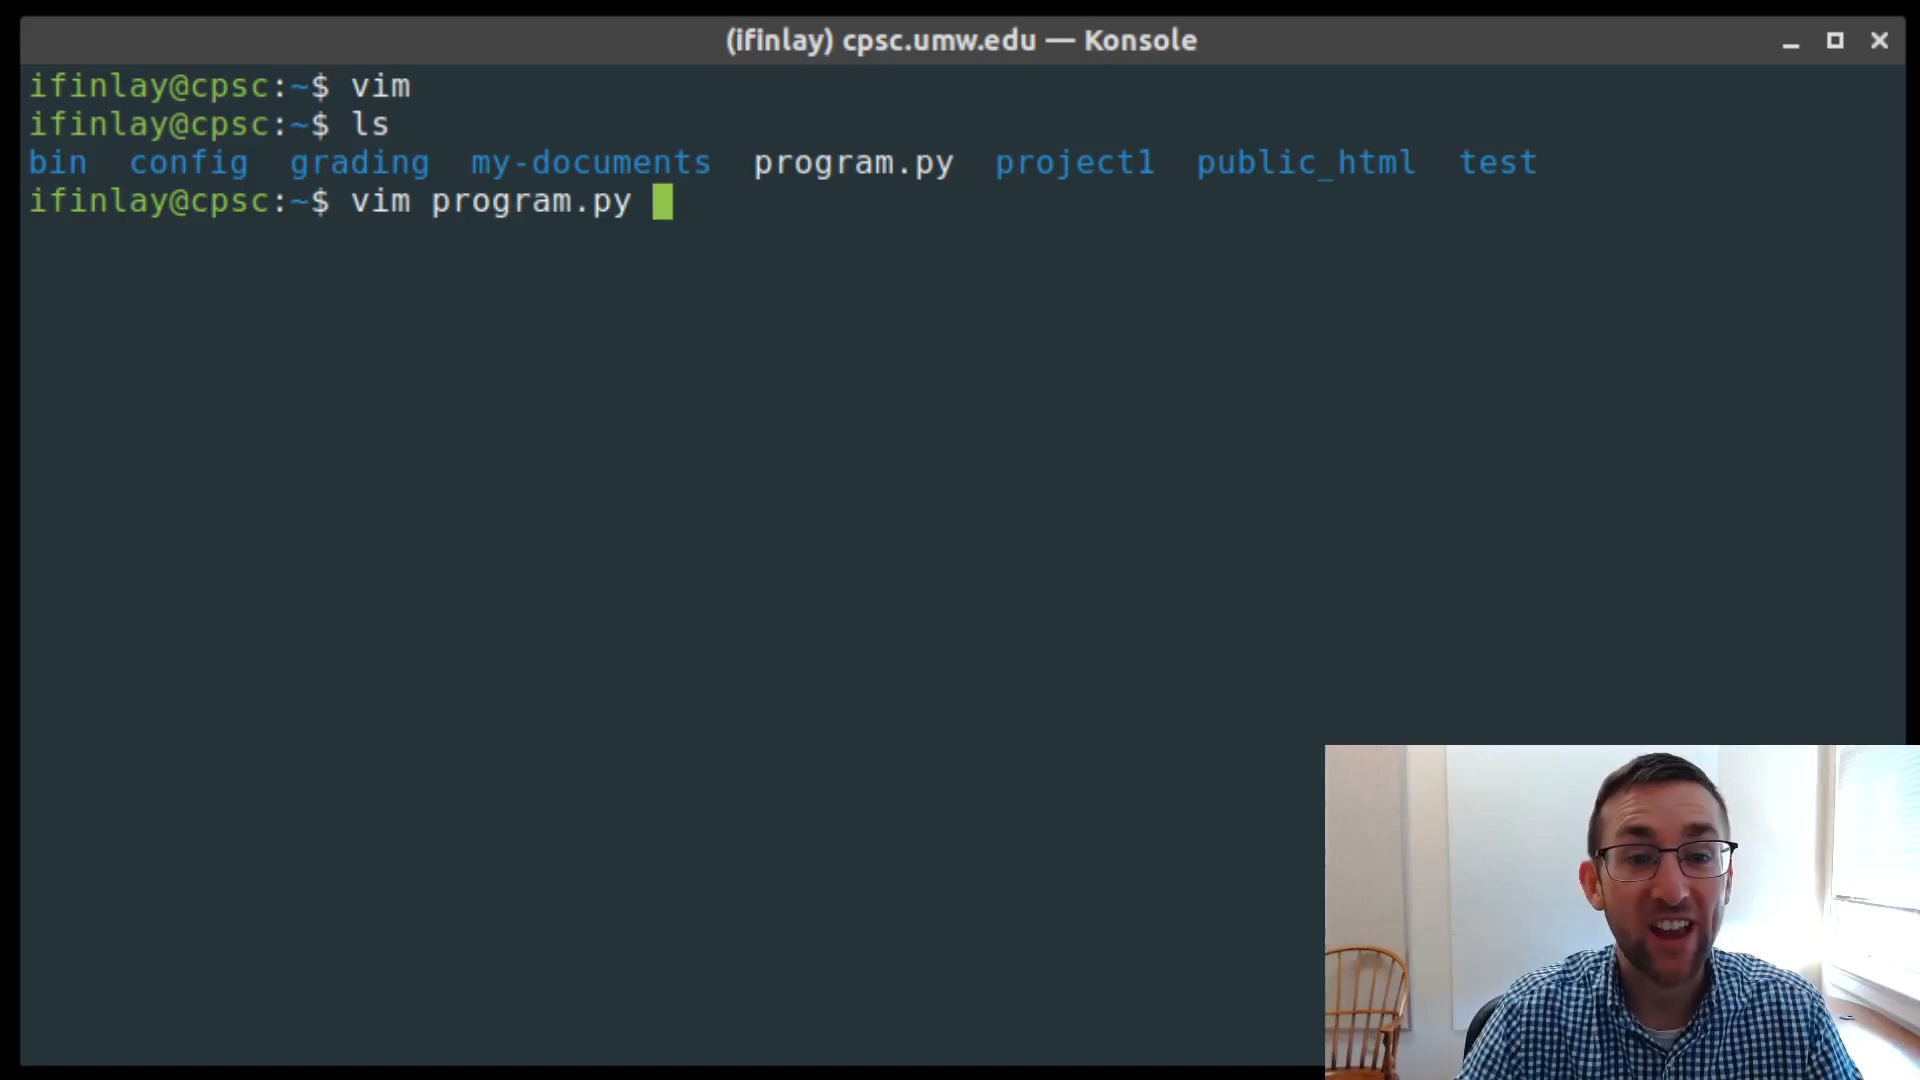 (ifinlay) cpsc.umw.edu — Konsole
ifinlay@cpsc:~$ vim
ifinlay@cpsc:~$ ls
bin  config  grading  my-documents  program.py  project1  public_html  test
ifinlay@cpsc:~$ vim program.py